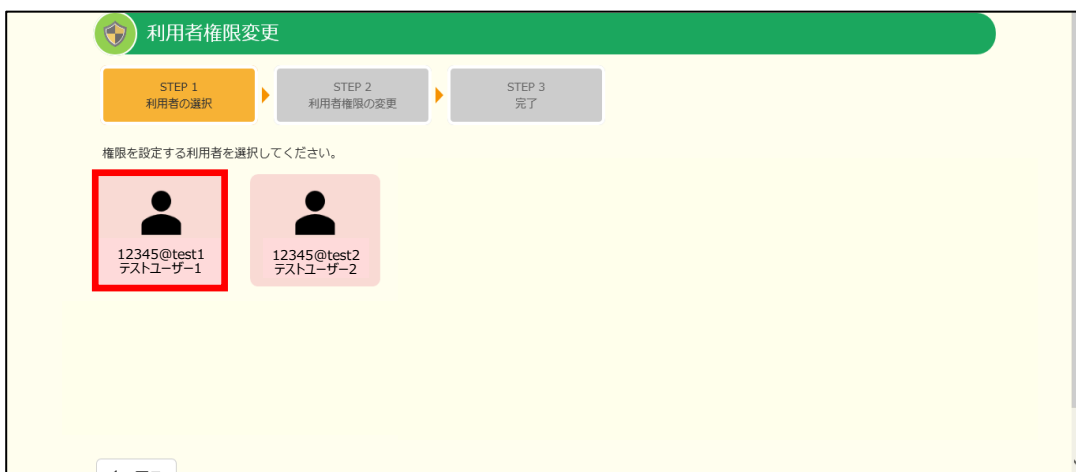 利用者権限変更
STEP 1
利用者の選択
STEP 2
利用者権限の変更
STEP 3
完了
権限を設定する利用者を選択してください。
12345@test1
テストユーザー1
12345@test2
テストユーザー2